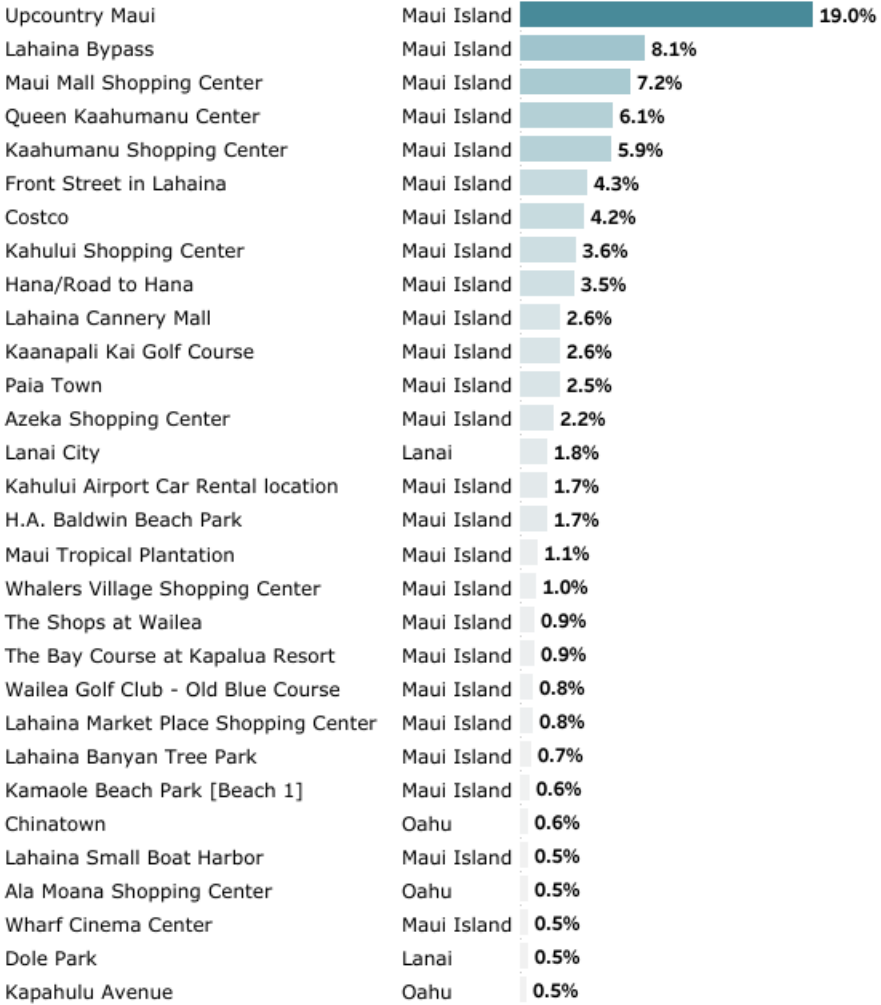 Upcountry Maui Maui Island 19.0%
Lahaina Bypass Maui Island 8.1%
Maui Mall Shopping Center Maui Island 7.2%
Queen Kaahumanu Center Maui Island 6.1%
Kaahumanu Shopping Center Maui Island 5.9%
Front Street in Lahaina Maui Island 4.3%
Costco Maui Island 4.2%
Kahului Shopping Center Maui Island 3.6%
Hana/Road to Hana Maui Island 3.5%
Lahaina Cannery Mall Maui Island 2.6%
Kaanapali Kai Golf Course Maui Island 2.6%
Paia Town Maui Island 2.5%
Azeka Shopping Center Maui Island 2.2%
Lanai City Lanai 1.8%
Kahului Airport Car Rental location Maui Island 1.7%
H.A. Baldwin Beach Park Maui Island 1.7%
Maui Tropical Plantation Maui Island 1.1%
Whalers Village Shopping Center Maui Island 1.0%
The Shops at Wailea Maui Island 0.9%
The Bay Course at Kapalua Resort Maui Island 0.9%
Wailea Golf Club - Old Blue Course Maui Island 0.8%
Lahaina Market Place Shopping Center Maui Island 0.8%
Lahaina Banyan Tree Park Maui Island 0.7%
Kamaole Beach Park [Beach 1] Maui Island 0.6%
Chinatown Oahu 0.6%
Lahaina Small Boat Harbor Maui Island 0.5%
Ala Moana Shopping Center Oahu 0.5%
Wharf Cinema Center Maui Island 0.5%
Dole Park Lanai 0.5%
Kapahulu Avenue Oahu 0.5%